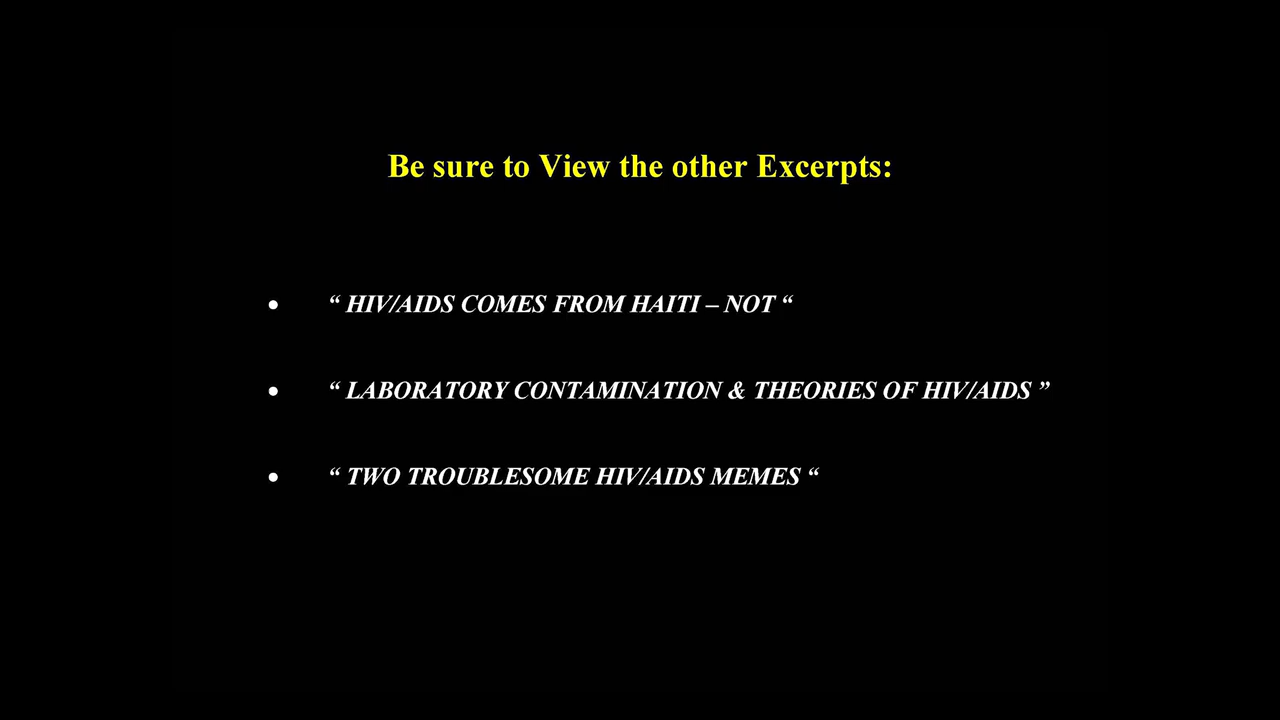 Be sure to View the other Excerpts:
• “ HIV/AIDS COMES FROM HAITI – NOT “
• “ LABORATORY CONTAMINATION & THEORIES OF HIV/AIDS ”
• “ TWO TROUBLESOME HIV/AIDS MEMES “